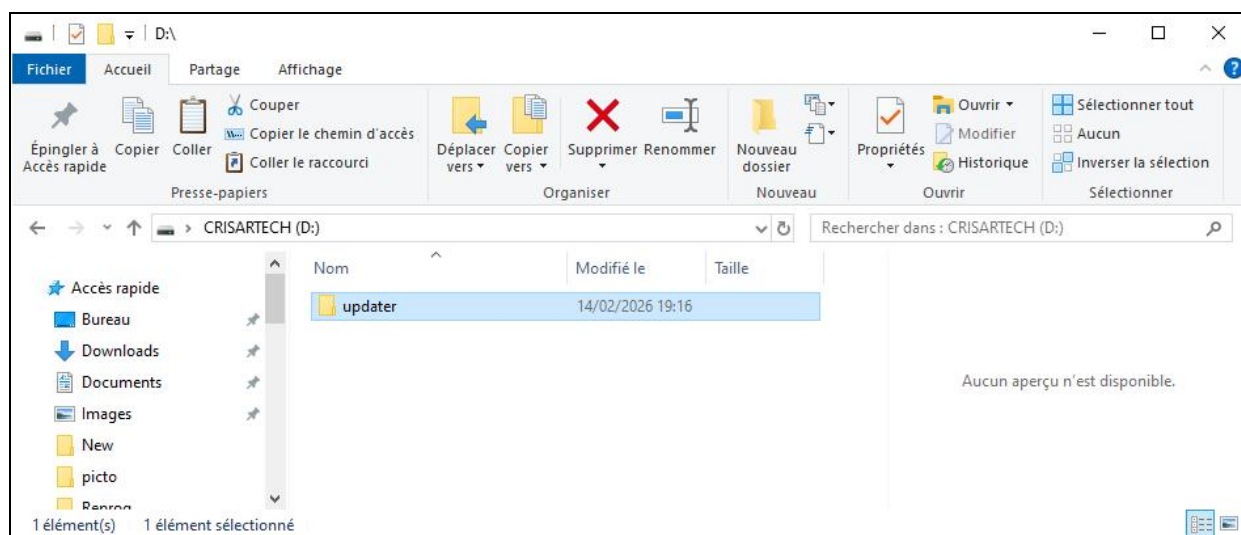 D:\
Fichier Accueil Partage Affichage
Épingler à Accès rapide
Copier
Coller
Couper
Copier le chemin d'accès
Coller le raccourci
Presse-papiers
Déplacer vers
Copier vers
Supprimer
Renommer
Organiser
Nouveau dossier
Nouveau
Propriétés
Ouvrir
Modifier
Historique
Ouvrir
Sélectionner tout
Aucun
Inverser la sélection
Sélectionner
CRISARTECH (D:)
Rechercher dans : CRISARTECH (D:)
Nom Modifié le Taille
Accès rapide
Bureau
Downloads
Documents
Images
New
picto
updater 14/02/2026 19:16
Aucun aperçu n'est disponible.
1 élément(s) 1 élément sélectionné